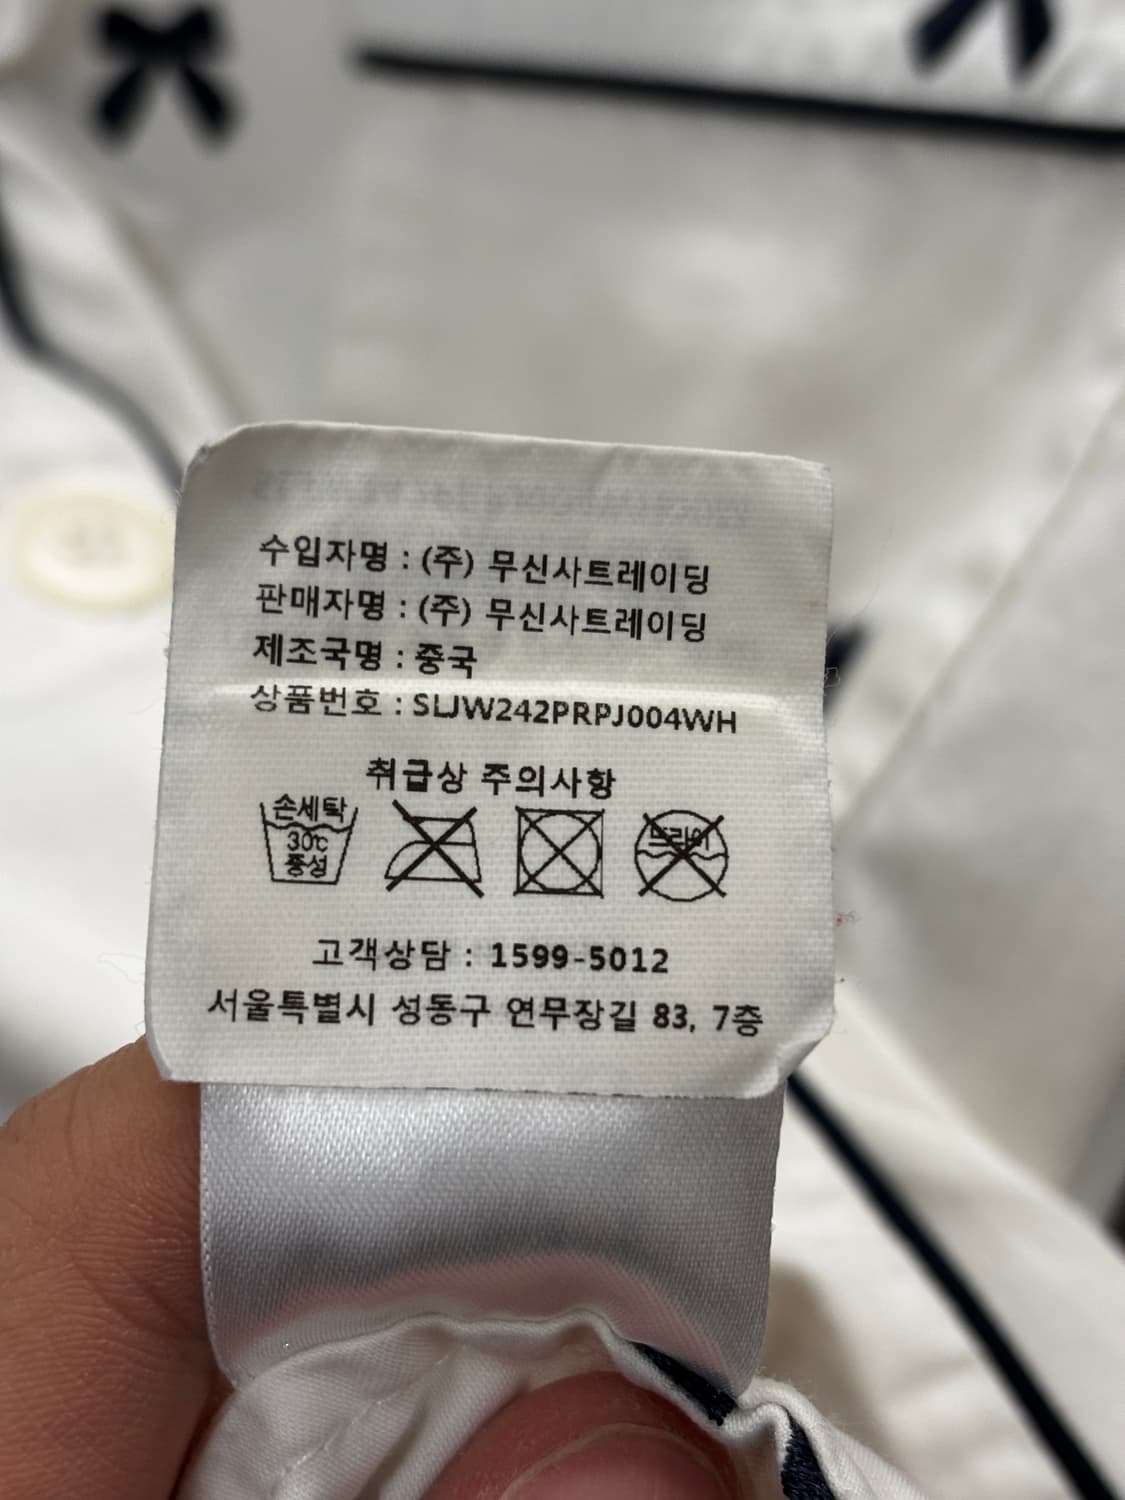 수입자명 : (주) 무신사트레이딩
판매자명 : (주) 무신사트레이딩
제조국명 : 중국
상품번호 : SLJW242PRPJ004WH
취급상 주의사항
손세탁
30℃
중성
드라이
고객상담 : 1599-5012
서울특별시 성동구 연무장길 83, 7층